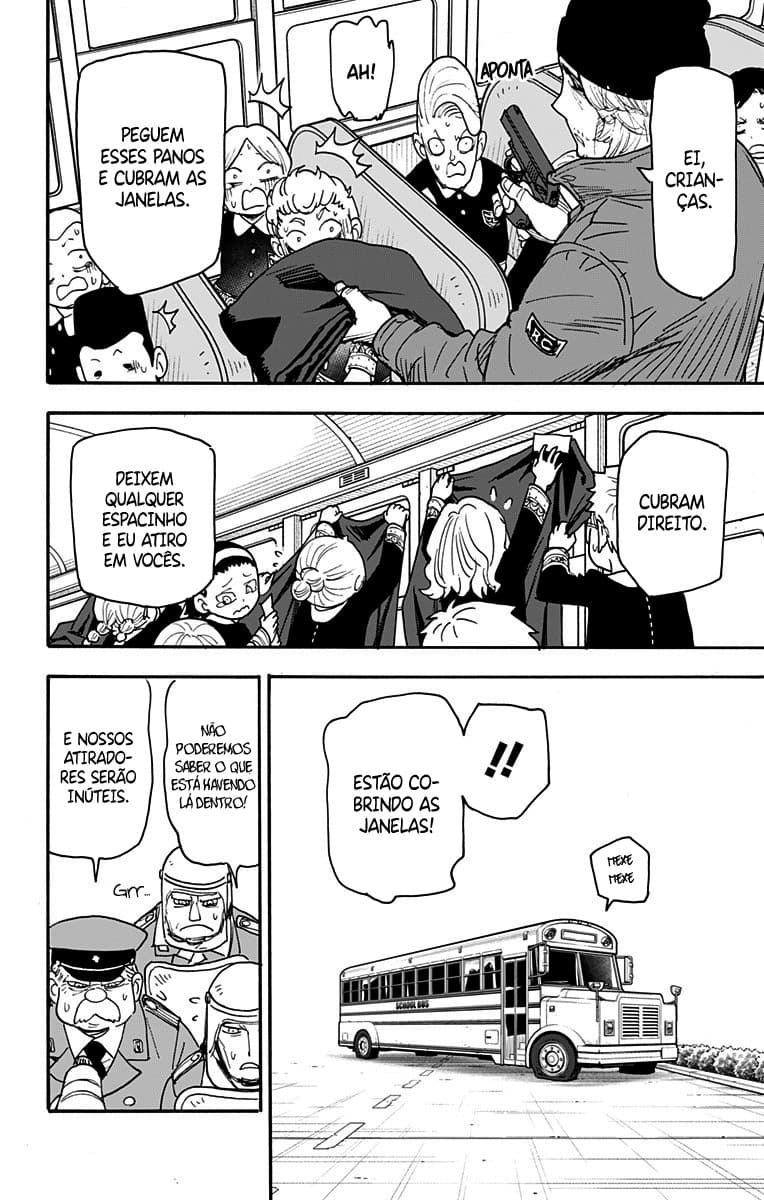 EI,
CRIAN-
ÇAS.
APONTA
AH!
PEGUEM
ESSES PANOS
E CUBRAM AS
JANELAS.
RC
CUBRAM
DIREITO.
DEIXEM
QUALQUER
ESPACINHO
E EU ATIRO
EM VOCÊS.
!!
ESTÃO CO-
BRINDO AS
JANELAS!
MEXE
MEXE
SCHOOL BUS
NÃO
PODEREMOS
SABER O QUE
ESTÁ HAVENDO
LÁ DENTRO!
E NOSSOS
ATIRADO-
RES SERÃO
INÚTEIS.
Grr...